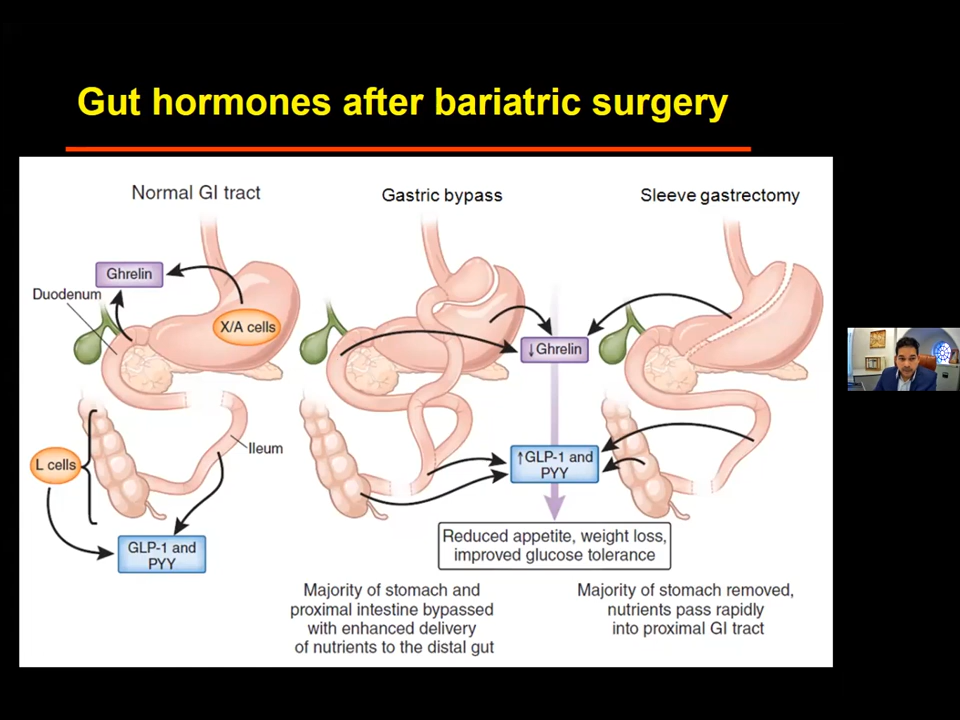 Gut hormones after bariatric surgery
Normal GI tract
Gastric bypass
Sleeve gastrectomy
Ghrelin
Duodenum
X/A cells
↓Ghrelin
Ileum
L cells
↑GLP-1 and
PYY
GLP-1 and
PYY
Reduced appetite, weight loss,
improved glucose tolerance
Majority of stomach and
proximal intestine bypassed
with enhanced delivery
of nutrients to the distal gut
Majority of stomach removed,
nutrients pass rapidly
into proximal GI tract